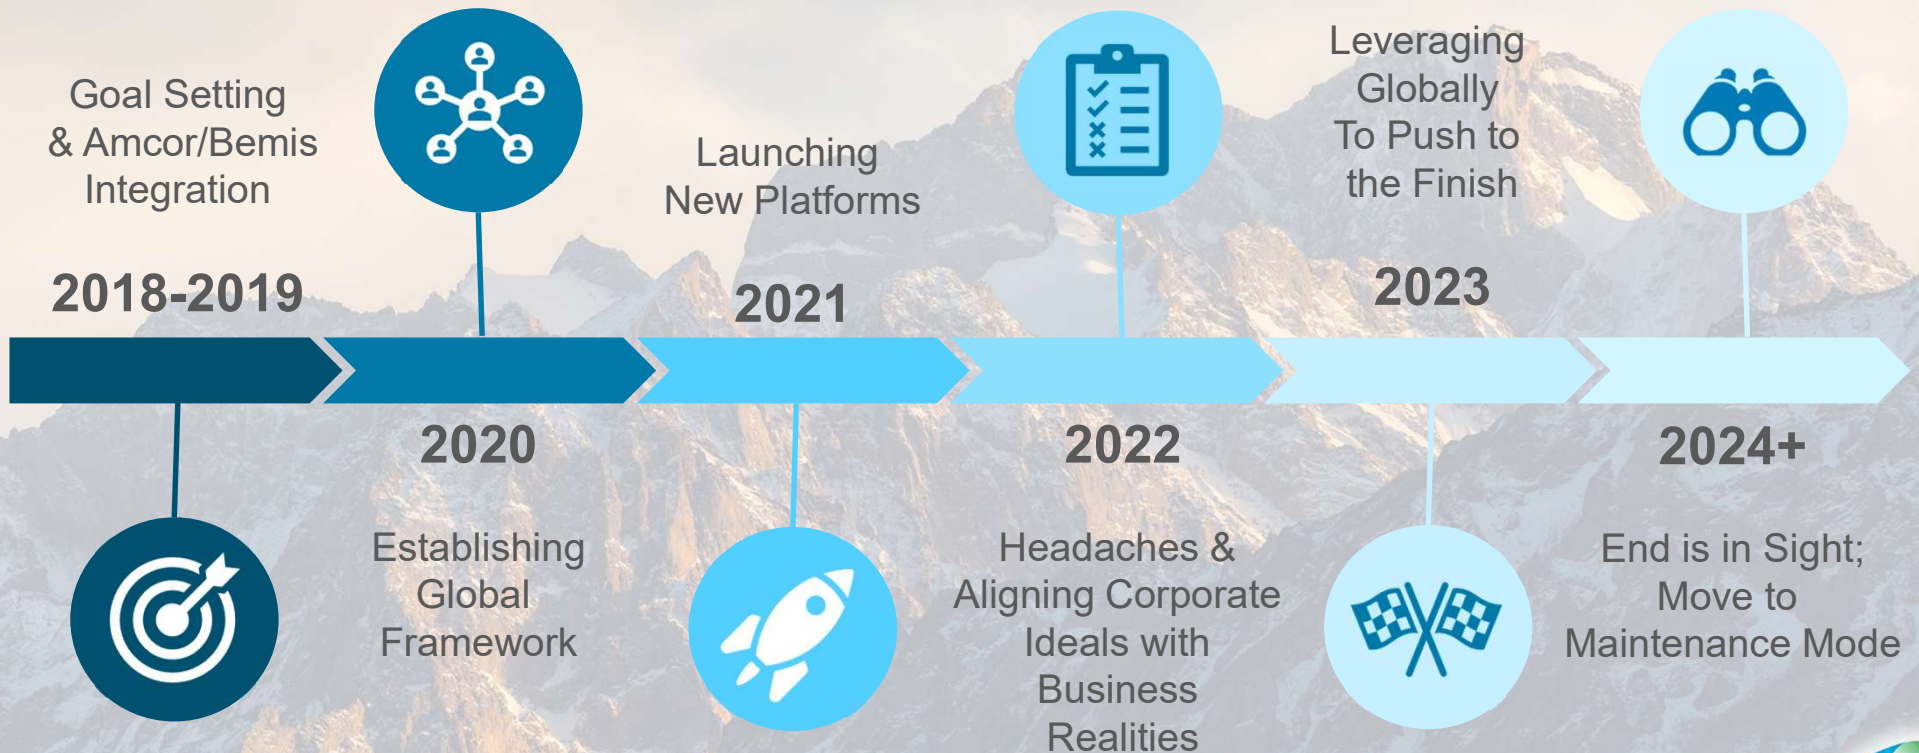 Goal Setting
& Amcor/Bemis
Integration
2018-2019
2020
Establishing
Global
Framework
Launching
New Platforms
2021
2022
Headaches &
Aligning Corporate
Ideals with
Business
Realities
Leveraging
Globally
To Push to
the Finish
2023
2024+
End is in Sight;
Move to
Maintenance Mode